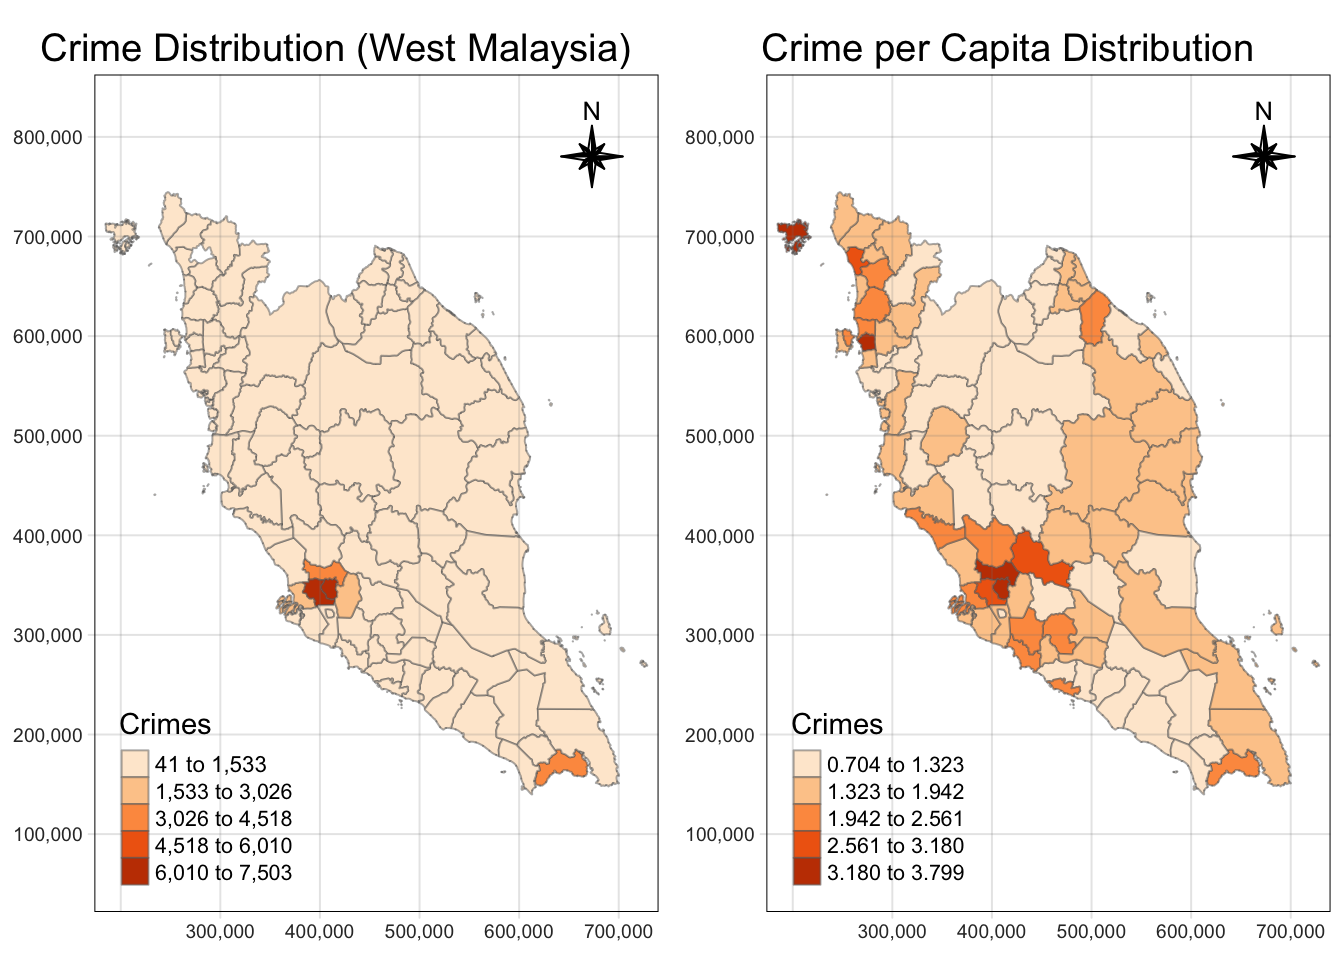 Crime Distribution (West Malaysia)
N
800,000
700,000
600,000
500,000
400,000
300,000
200,000
100,000
Crimes
41 to 1,533
1,533 to 3,026
3,026 to 4,518
4,518 to 6,010
6,010 to 7,503
300,000 400,000 500,000 600,000 700,000
Crime per Capita Distribution
N
800,000
700,000
600,000
500,000
400,000
300,000
200,000
100,000
Crimes
0.704 to 1.323
1.323 to 1.942
1.942 to 2.561
2.561 to 3.180
3.180 to 3.799
300,000 400,000 500,000 600,000 700,000